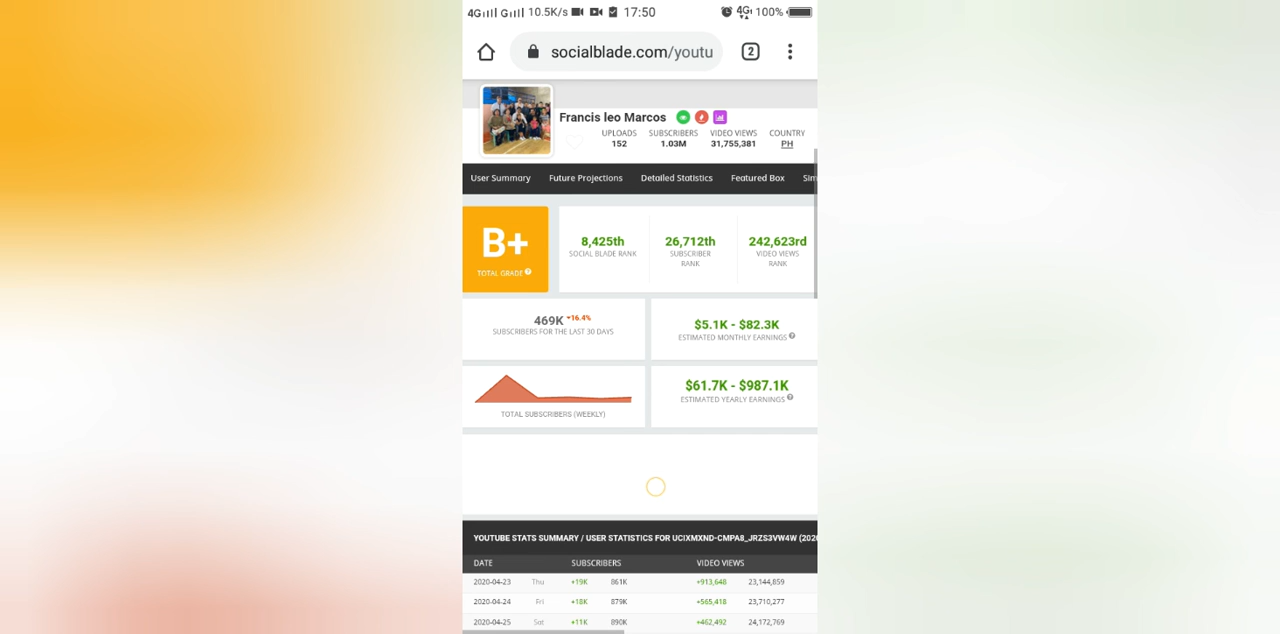 4G G 10.5K/s 17:50 4G 100%
socialblade.com/youtu 2
Francis leo Marcos
UPLOADS SUBSCRIBERS VIDEO VIEWS COUNTRY
152 1.03M 31,755,381 PH
User Summary Future Projections Detailed Statistics Featured Box Sim
B+
TOTAL GRADE ?
8,425th 26,712th 242,623rd
SOCIAL BLADE RANK SUBSCRIBER VIDEO VIEWS
RANK RANK
469K 16.4%
SUBSCRIBERS FOR THE LAST 30 DAYS
$5.1K - $82.3K
ESTIMATED MONTHLY EARNINGS ?
$61.7K - $987.1K
ESTIMATED YEARLY EARNINGS ?
TOTAL SUBSCRIBERS (WEEKLY)
YOUTUBE STATS SUMMARY / USER STATISTICS FOR UCIXMXND-CMPA8_JRZS3VW4W (202
DATE SUBSCRIBERS VIDEO VIEWS
2020-04-23 Thu +19K 861K +913,648 23,144,859
2020-04-24 Fri +18K 879K +565,418 23,710,277
2020-04-25 Sat +11K 890K +462,492 24,172,769